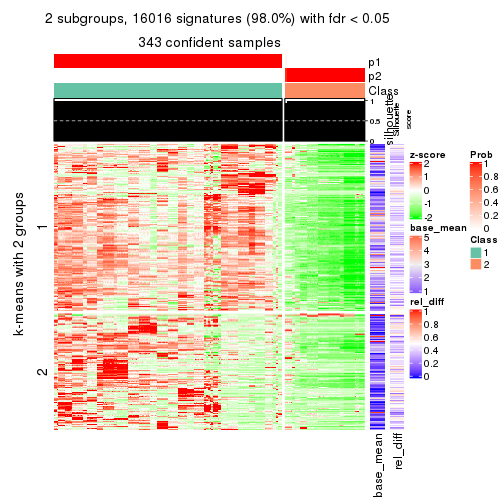 2 subgroups, 16016 signatures (98.0%) with fdr < 0.05
343 confident samples
p1
p2
Class
silhouette
Silhouette
score
1
0.5
0
k-means with 2 groups
1
2
base_mean
rel_diff
z-score
2
1
0
-1
-2
base_mean
5
4
3
2
1
rel_diff
1
0.8
0.6
0.4
0.2
0
Prob
1
0.8
0.6
0.4
0.2
0
Class
1
2